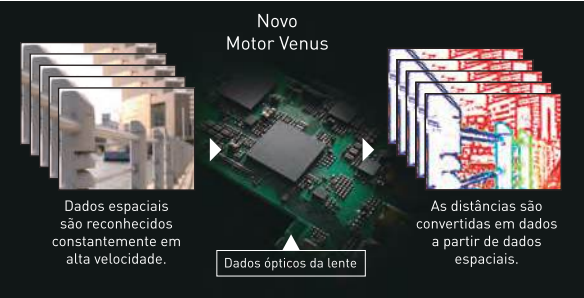 Novo
Motor Venus
Dados espaciais
são reconhecidos
constantemente em
alta velocidade.
Dados ópticos da lente
As distâncias são
convertidas em dados
a partir de dados
espaciais.